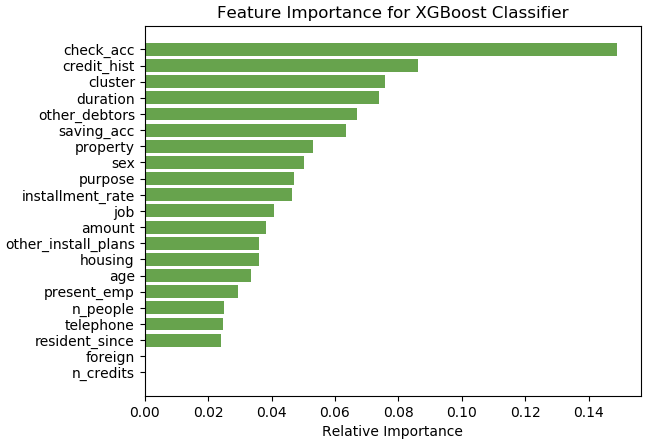 Feature Importance for XGBoost Classifier
check_acc
credit_hist
cluster
duration
other_debtors
saving_acc
property
sex
purpose
installment_rate
job
amount
other_install_plans
housing
age
present_emp
n_people
telephone
resident_since
foreign
n_credits
0.00 0.02 0.04 0.06 0.08 0.10 0.12 0.14
Relative Importance